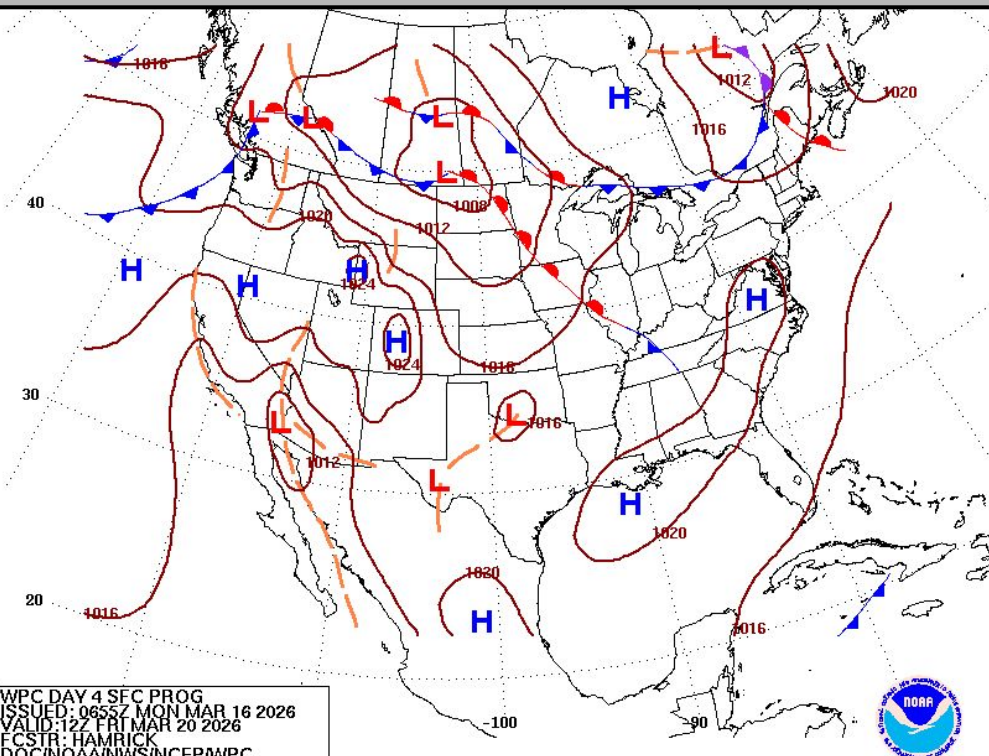 L
1016
L
1012
H
1020
L
L
L
1016
L
40
1008
1020
1012
H
H
1024
H
H
H
1024
1016
30
L
L
1016
1012
L
H
1020
1020
20
1016
H
1016
WPC DAY 4 SFC PROG
ISSUED: 0655Z MON MAR 16 2026
VALID:12Z FRI MAR 20 2026
FCSTR: HAMRICK
DOC/NOAA/NWS/NCEP/WPC
-100
-90
NOAA